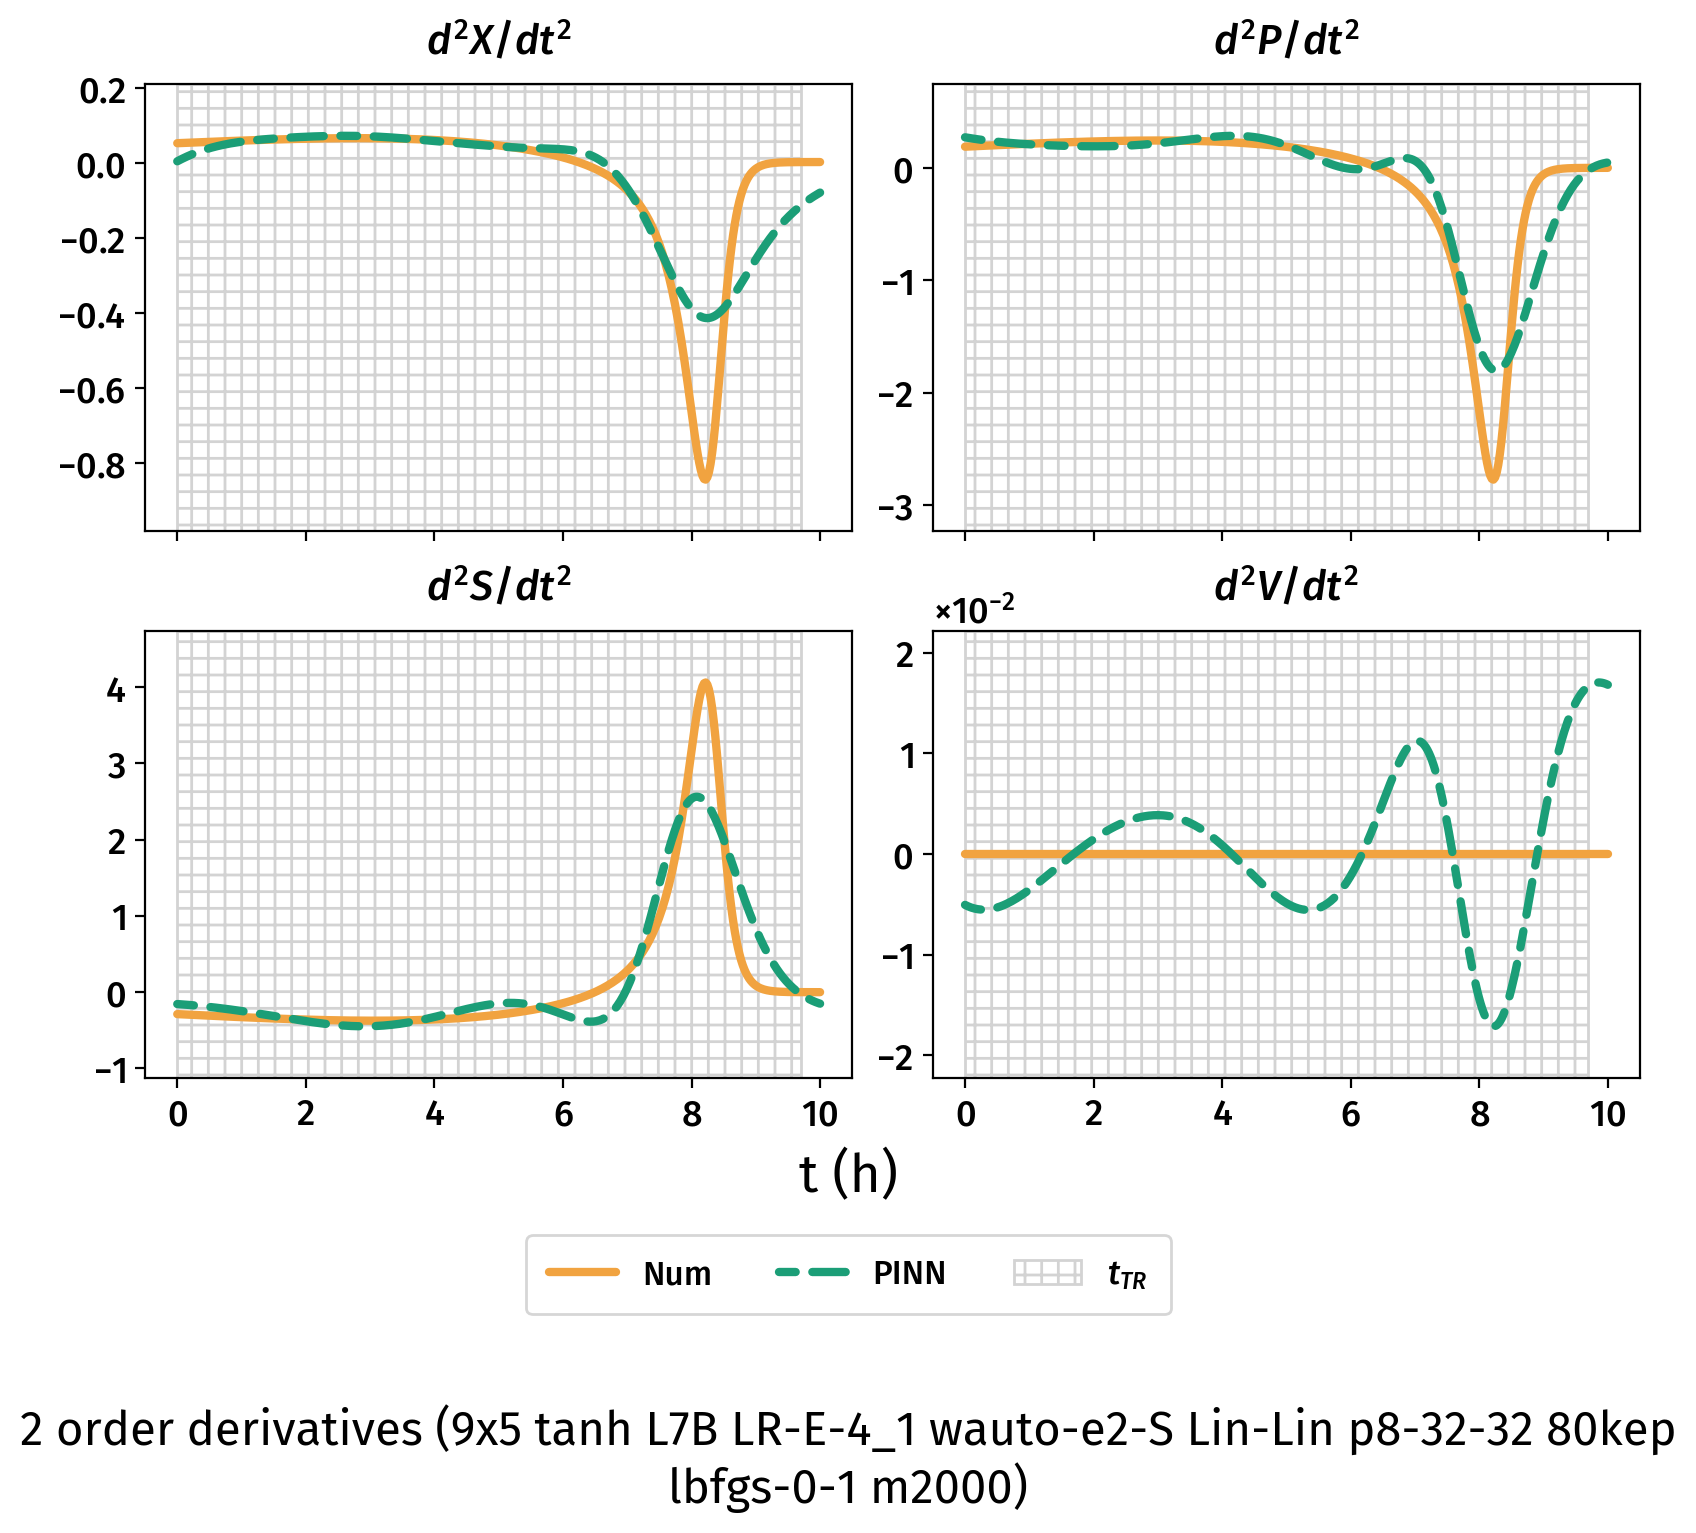 d²X/dt²
d²P/dt²
0.2
0.0
−0.2
−0.4
−0.6
−0.8
0
−1
−2
−3
d²S/dt²
d²V/dt²
×10⁻²
4
3
2
1
0
−1
2
1
0
−1
−2
0 2 4 6 8 10
0 2 4 6 8 10
t (h)
Num PINN t_TR
2 order derivatives (9x5 tanh L7B LR-E-4_1 wauto-e2-S Lin-Lin p8-32-32 80kep
lbfgs-0-1 m2000)